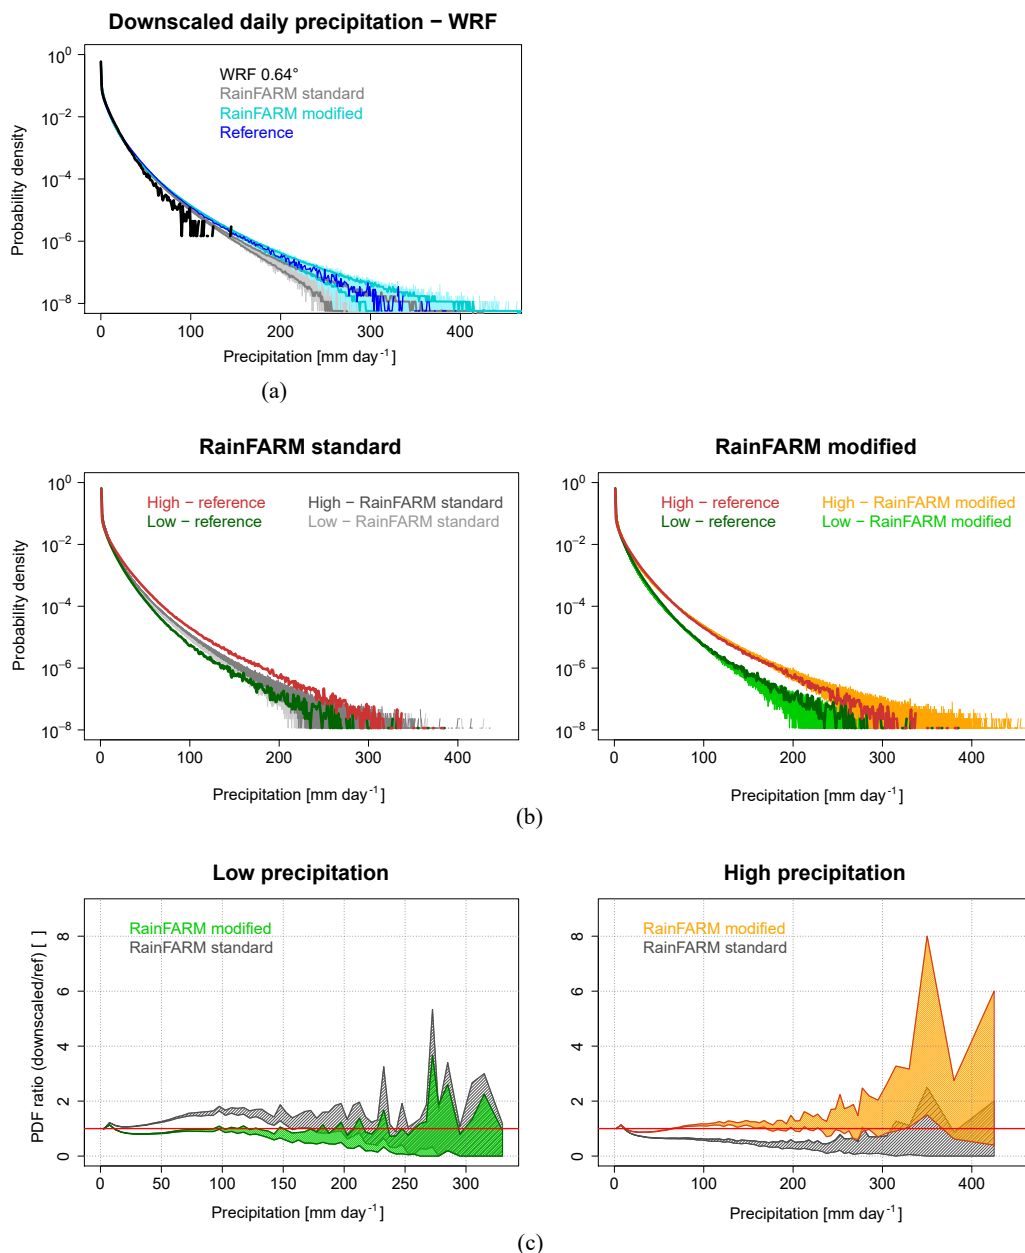 Downscaled daily precipitation − WRF
WRF 0.64°
RainFARM standard
RainFARM modified
Reference
Probability density
10⁰
10⁻²
10⁻⁴
10⁻⁶
10⁻⁸
0 100 200 300 400
Precipitation [mm day⁻¹]
(a)
RainFARM standard
High − reference
Low − reference
High − RainFARM standard
Low − RainFARM standard
Probability density
10⁰
10⁻²
10⁻⁴
10⁻⁶
10⁻⁸
0 100 200 300 400
Precipitation [mm day⁻¹]
RainFARM modified
High − reference
Low − reference
High − RainFARM modified
Low − RainFARM modified
10⁰
10⁻²
10⁻⁴
10⁻⁶
10⁻⁸
0 100 200 300 400
Precipitation [mm day⁻¹]
(b)
Low precipitation
RainFARM modified
RainFARM standard
PDF ratio (downscaled/ref) [ ]
8
6
4
2
0
0 50 100 150 200 250 300
Precipitation [mm day⁻¹]
High precipitation
RainFARM modified
RainFARM standard
8
6
4
2
0
0 100 200 300 400
Precipitation [mm day⁻¹]
(c)